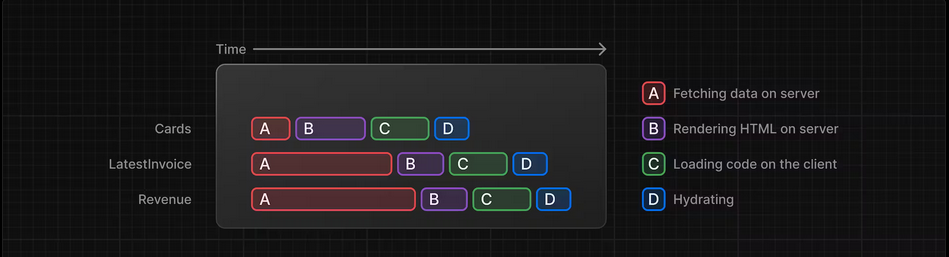 Time
A Fetching data on server
Cards A B C D
B Rendering HTML on server
LatestInvoice A B C D
C Loading code on the client
Revenue A B C D
D Hydrating